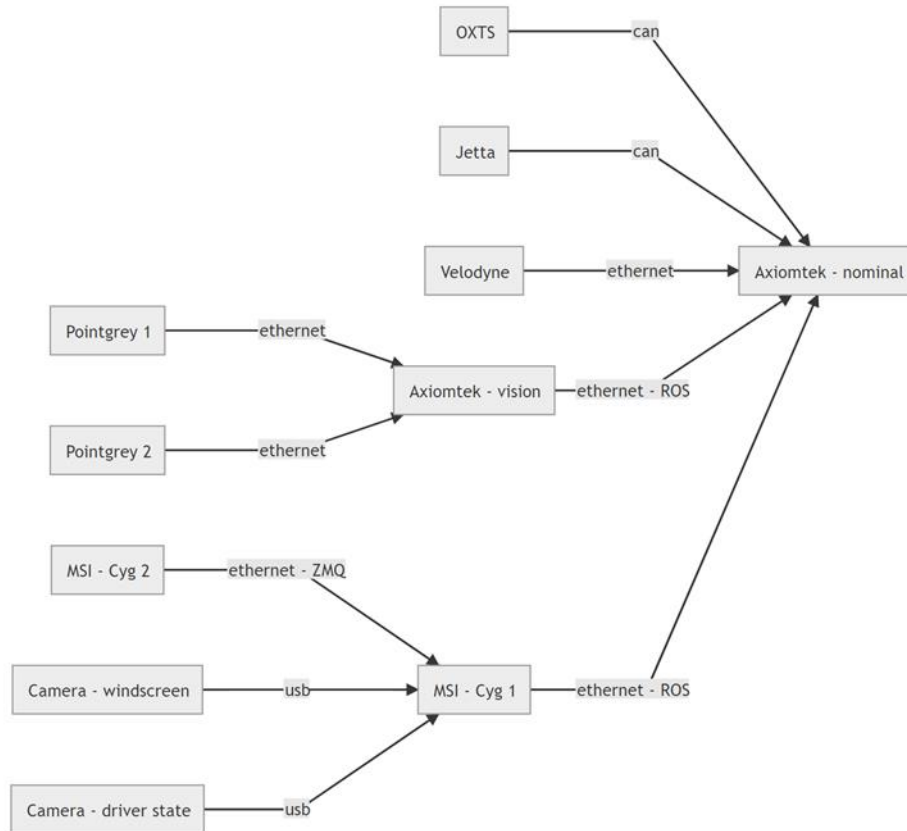 OXTS
can
Jetta
can
Velodyne
ethernet
Axiomtek - nominal
Pointgrey 1
ethernet
Axiomtek - vision
ethernet - ROS
Pointgrey 2
ethernet
MSI - Cyg 2
ethernet - ZMQ
Camera - windscreen
usb
MSI - Cyg 1
ethernet - ROS
Camera - driver state
usb